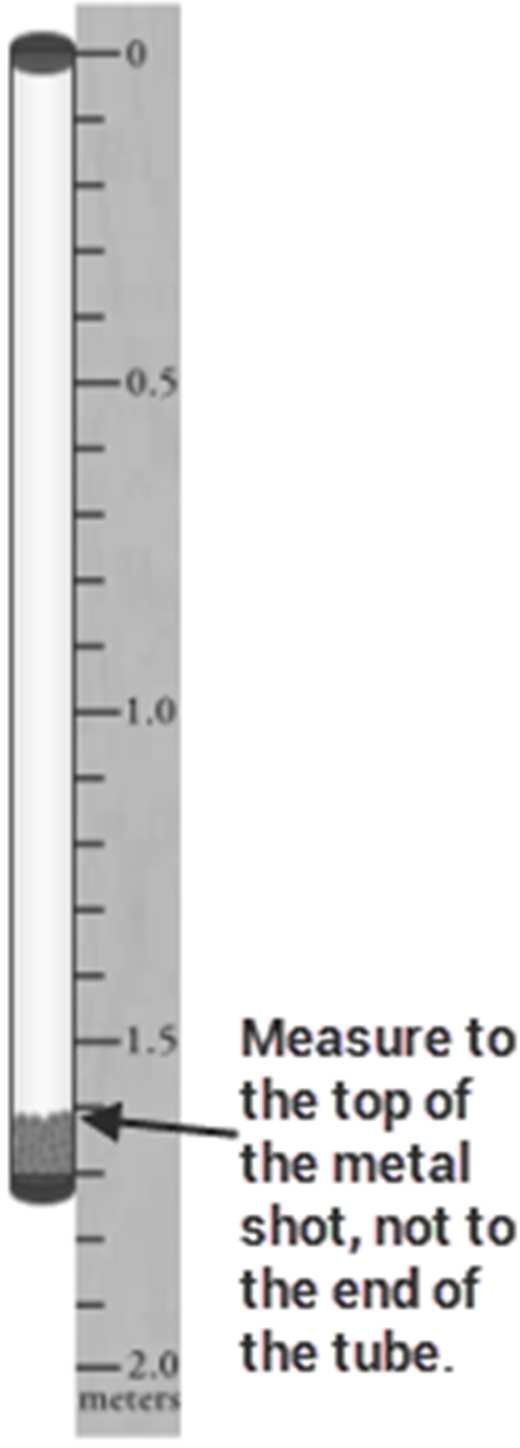 0
0.5
1.0
1.5
2.0
meters
Measure to
the top of
the metal
shot, not to
the end of
the tube.